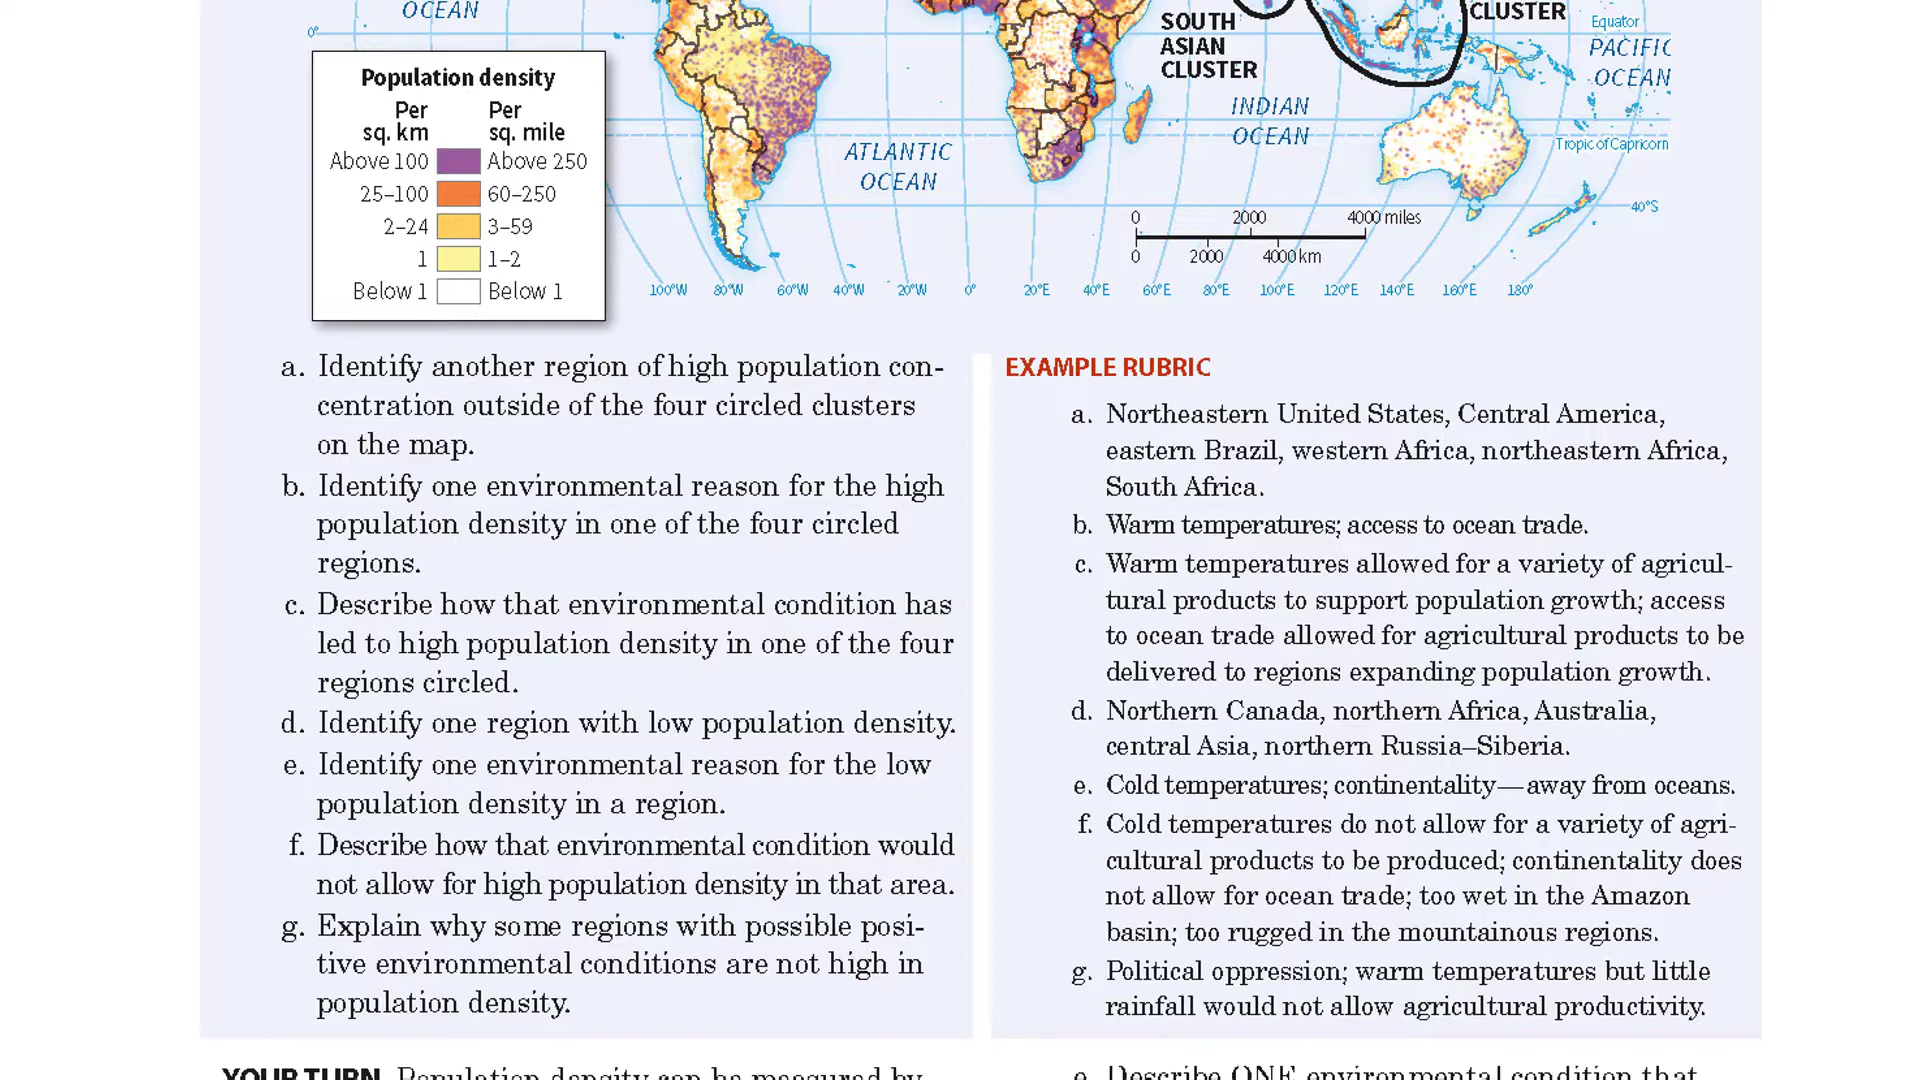 OCEAN
0°
SOUTH
ASIAN
CLUSTER
CLUSTER
Equator
PACIFIC
OCEAN
INDIAN
OCEAN
Tropic of Capricorn
ATLANTIC
OCEAN
40°S
0 2000 4000 miles
0 2000 4000 km
100°W 80°W 60°W 40°W 20°W 0° 20°E 40°E 60°E 80°E 100°E 120°E 140°E 160°E 180°
Population density
Per Per
sq. km sq. mile
Above 100 Above 250
25–100 60–250
2–24 3–59
1 1–2
Below 1 Below 1
a. Identify another region of high population con-
centration outside of the four circled clusters
on the map.
b. Identify one environmental reason for the high
population density in one of the four circled
regions.
c. Describe how that environmental condition has
led to high population density in one of the four
regions circled.
d. Identify one region with low population density.
e. Identify one environmental reason for the low
population density in a region.
f. Describe how that environmental condition would
not allow for high population density in that area.
g. Explain why some regions with possible posi-
tive environmental conditions are not high in
population density.
EXAMPLE RUBRIC
a. Northeastern United States, Central America,
eastern Brazil, western Africa, northeastern Africa,
South Africa.
b. Warm temperatures; access to ocean trade.
c. Warm temperatures allowed for a variety of agricul-
tural products to support population growth; access
to ocean trade allowed for agricultural products to be
delivered to regions expanding population growth.
d. Northern Canada, northern Africa, Australia,
central Asia, northern Russia–Siberia.
e. Cold temperatures; continentality—away from oceans.
f. Cold temperatures do not allow for a variety of agri-
cultural products to be produced; continentality does
not allow for ocean trade; too wet in the Amazon
basin; too rugged in the mountainous regions.
g. Political oppression; warm temperatures but little
rainfall would not allow agricultural productivity.
YOUR TURN Population density can be measured by
e. Describe ONE environmental condition that